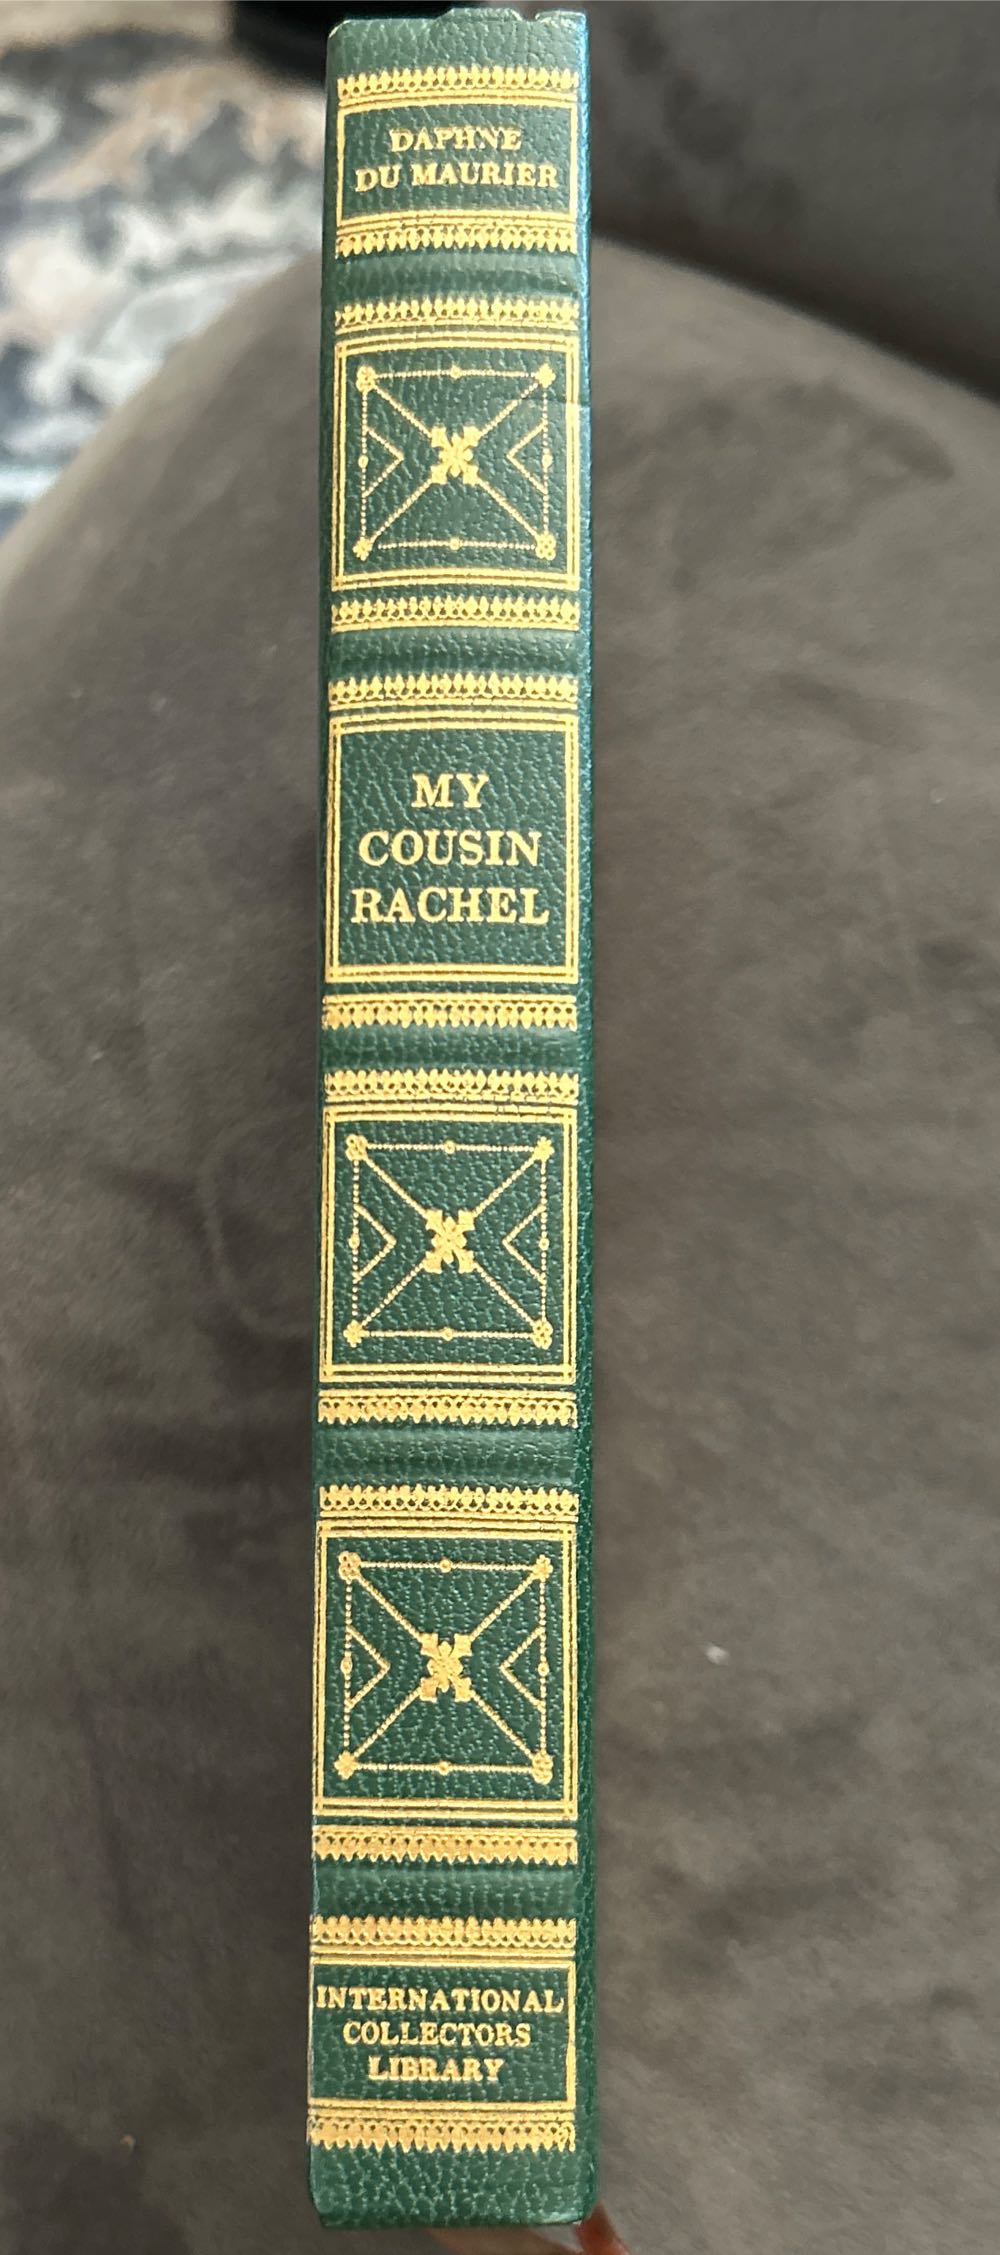 DAPHNE
DU MAURIER
MY
COUSIN
RACHEL
INTERNATIONAL
COLLECTORS
LIBRARY